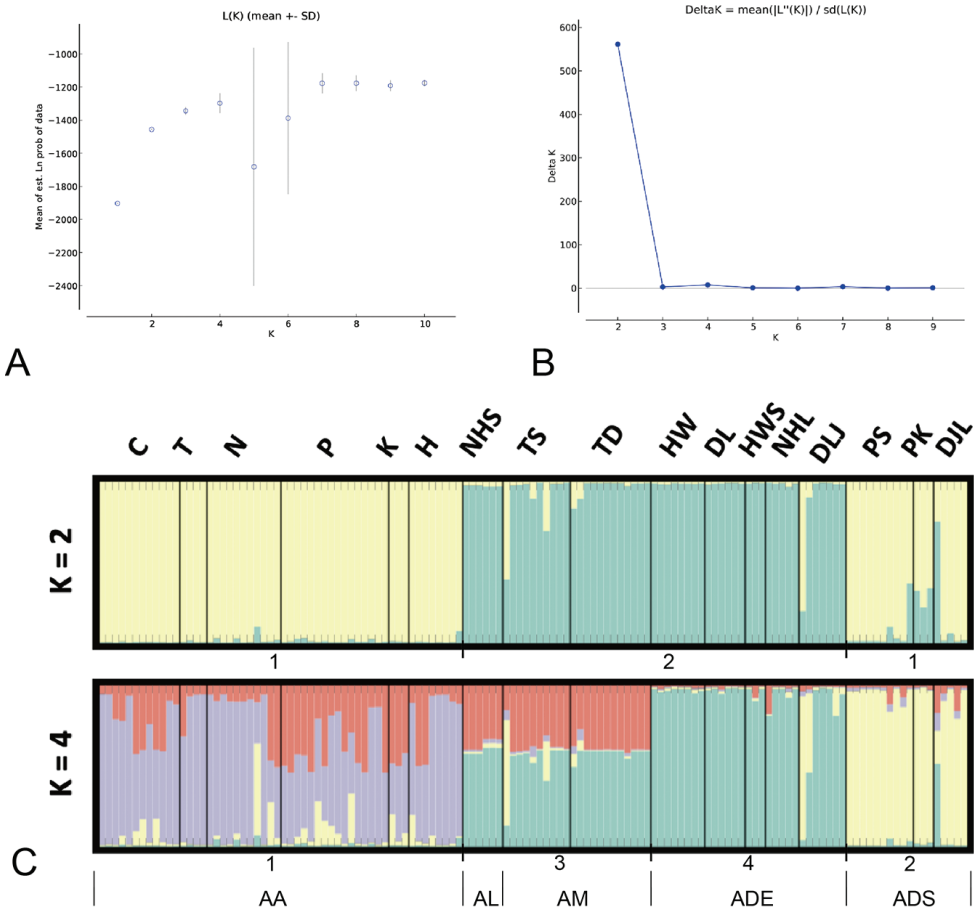 L(K) (mean +- SD)
Mean of est. Ln prob of data
−1000
−1200
−1400
−1600
−1800
−2000
−2200
−2400
2 4 6 8 10
K
A
DeltaK = mean(|L''(K)|) / sd(L(K))
Delta K
600
500
400
300
200
100
0
2 3 4 5 6 7 8 9
K
B
C T N P K H NHS TS TD HW DL HWS NHL DLJ PS PK DJL
K = 2
1 2 1
K = 4
1 3 4 2
C
AA AL AM ADE ADS